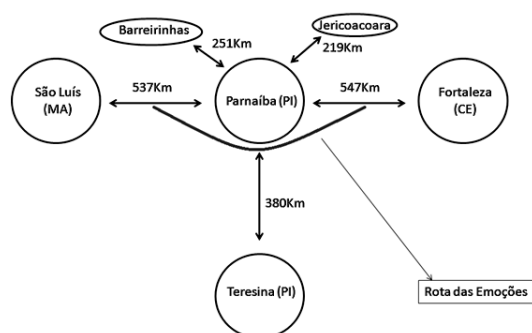 Barreirinhas
Jericoacoara
251Km
219Km
São Luís
(MA)
537Km
Parnaíba (PI)
547Km
Fortaleza
(CE)
380Km
Teresina (PI)
Rota das Emoções